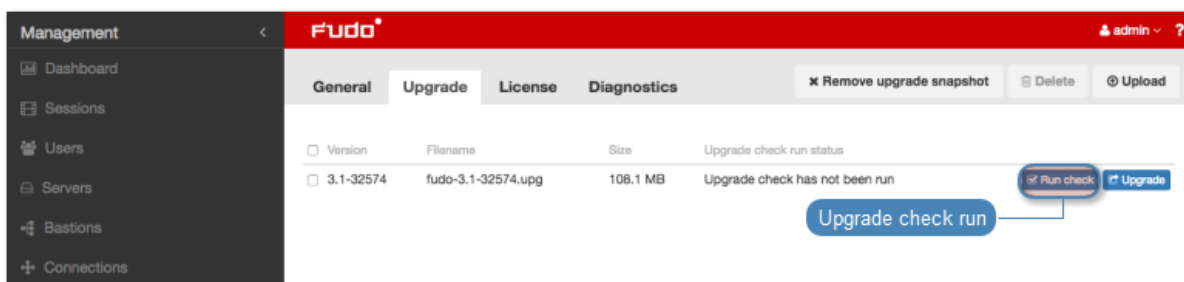 Management
FUDO
admin ?
Dashboard
General Upgrade License Diagnostics Remove upgrade snapshot Delete Upload
Sessions
Users
Version Filename Size Upgrade check run status
3.1-32574 fudo-3.1-32574.upg 108.1 MB Upgrade check has not been run Run check Upgrade
Servers
Upgrade check run
Bastions
Connections